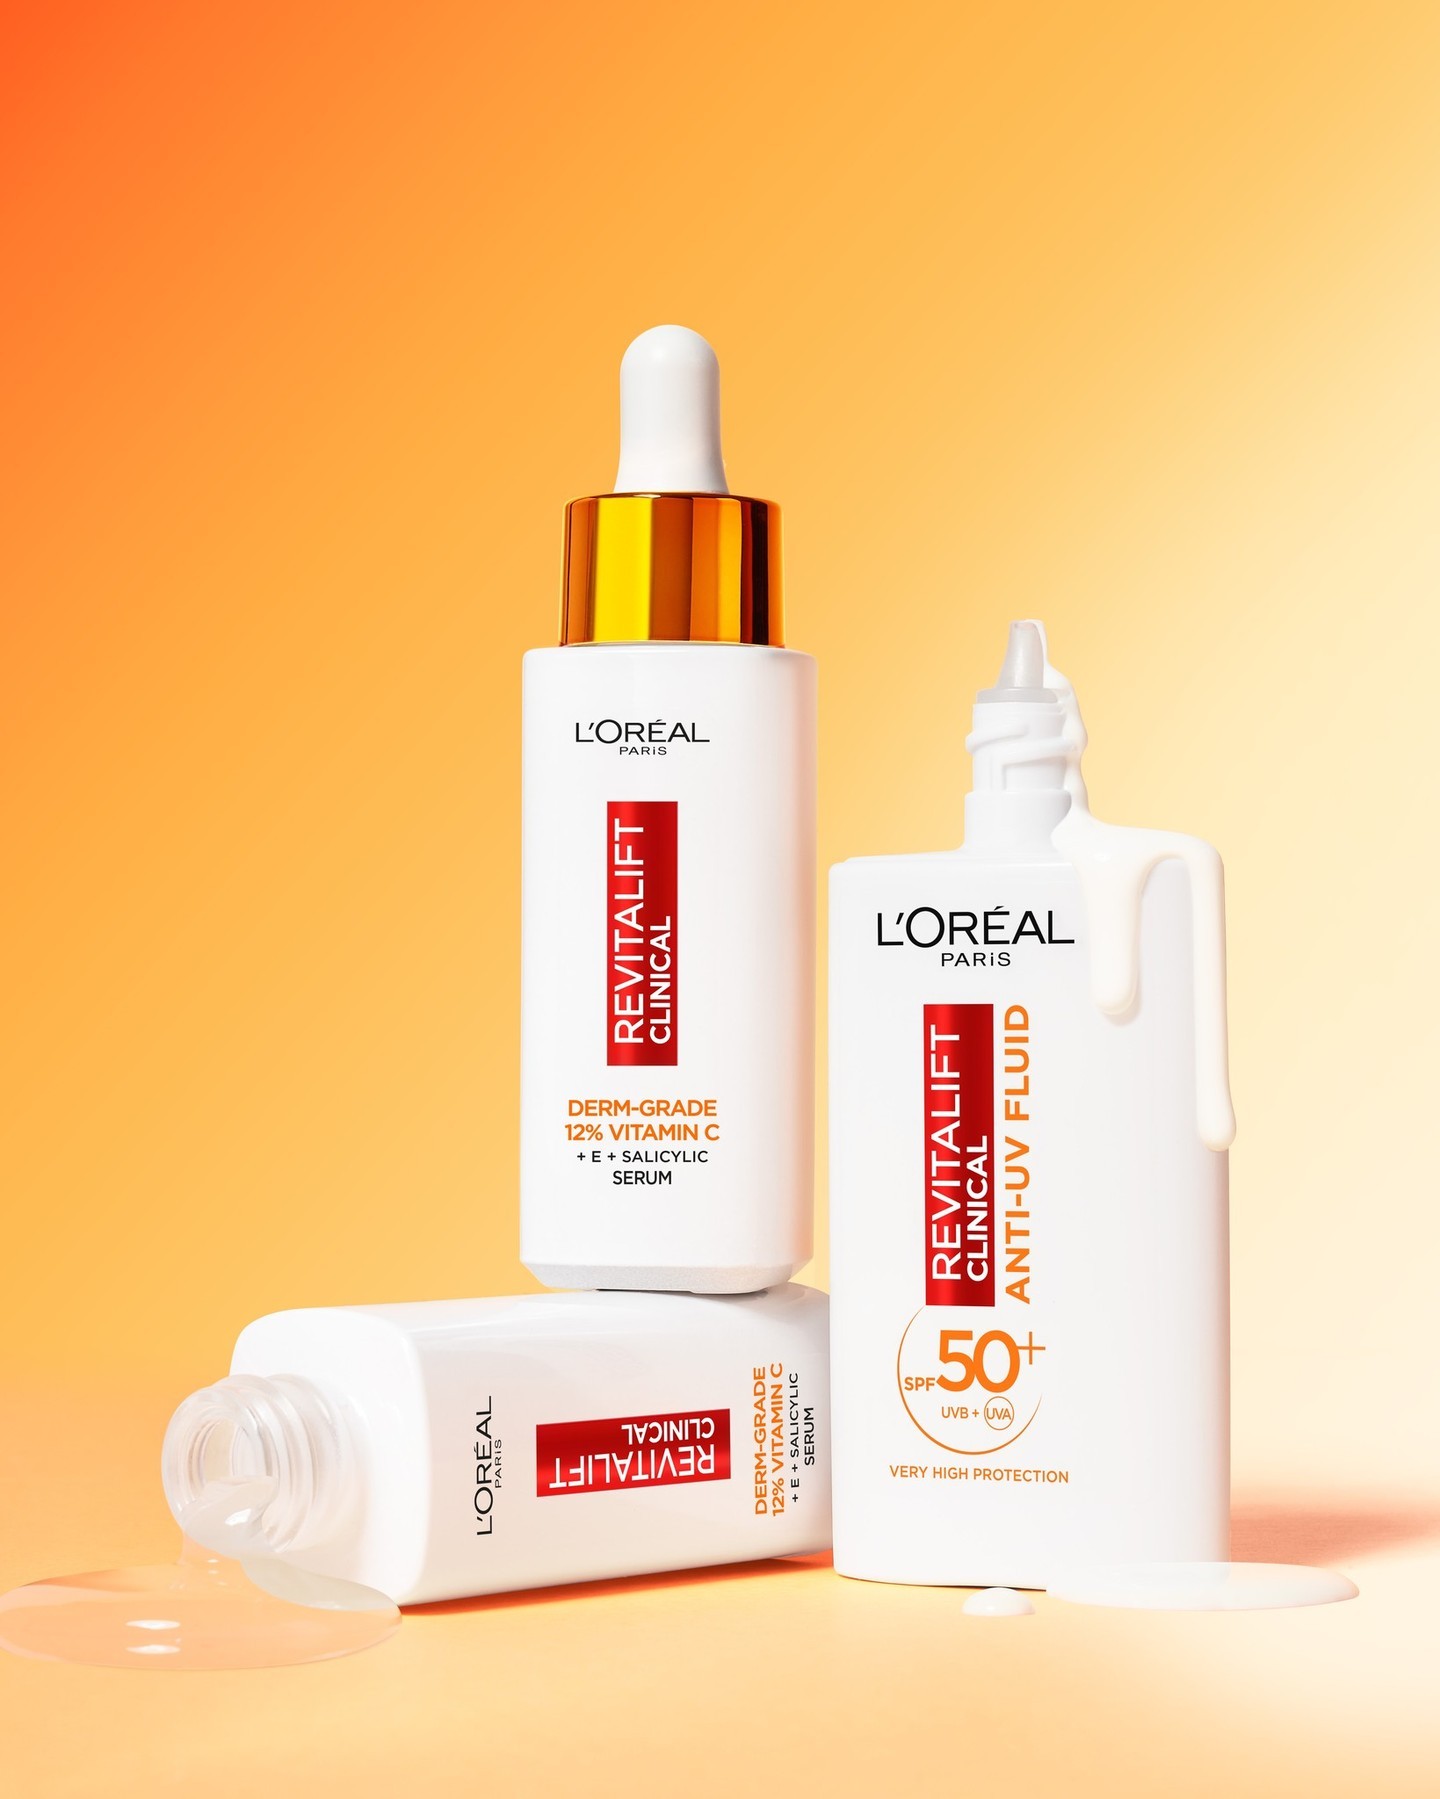 L'ORÉAL
PARiS
REVITALIFT
CLINICAL
DERM-GRADE
12% VITAMIN C
+ E + SALICYLIC
SERUM
L'ORÉAL
PARiS
REVITALIFT
CLINICAL
ANTI-UV FLUID
SPF 50+
UVB + UVA
VERY HIGH PROTECTION
L'ORÉAL
PARiS
REVITALIFT
CLINICAL
DERM-GRADE
12% VITAMIN C
+ E + SALICYLIC
SERUM